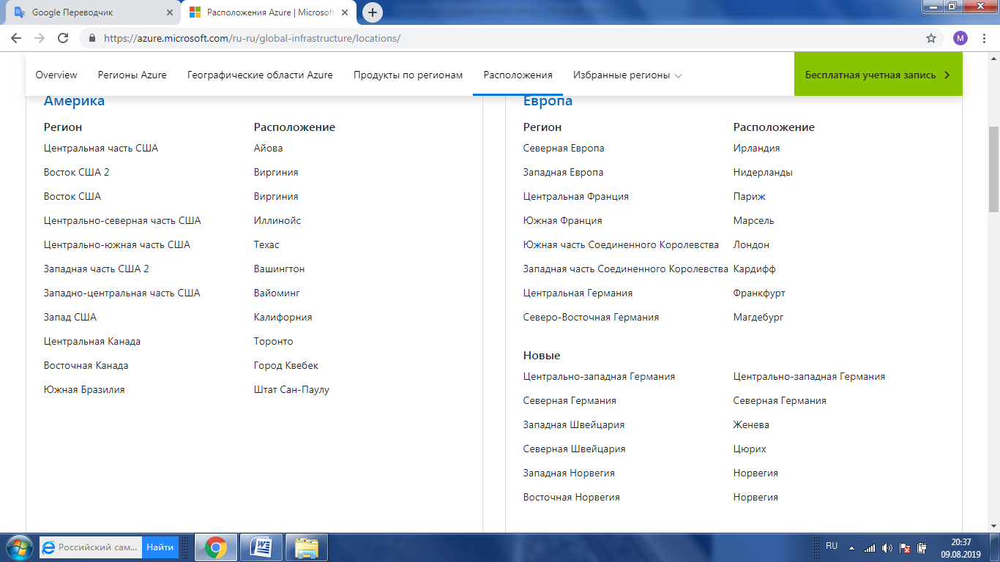 Google Переводчик
Расположения Azure | Microsoft
https://azure.microsoft.com/ru-ru/global-infrastructure/locations/
M
Overview Регионы Azure Географические области Azure Продукты по регионам Расположения Избранные регионы Бесплатная учетная запись
Америка
Регион Расположение
Центральная часть США Айова
Восток США 2 Виргиния
Восток США Виргиния
Центрально-северная часть США Иллинойс
Центрально-южная часть США Техас
Западная часть США 2 Вашингтон
Западно-центральная часть США Вайоминг
Запад США Калифорния
Центральная Канада Торонто
Восточная Канада Город Квебек
Южная Бразилия Штат Сан-Паулу
Европа
Регион Расположение
Северная Европа Ирландия
Западная Европа Нидерланды
Центральная Франция Париж
Южная Франция Марсель
Южная часть Соединенного Королевства Лондон
Западная часть Соединенного Королевства Кардифф
Центральная Германия Франкфурт
Северо-Восточная Германия Магдебург
Новые
Центрально-западная Германия Центрально-западная Германия
Северная Германия Северная Германия
Западная Швейцария Женева
Северная Швейцария Цюрих
Западная Норвегия Норвегия
Восточная Норвегия Норвегия
Российский сам... Найти
RU
20:37
09.08.2019